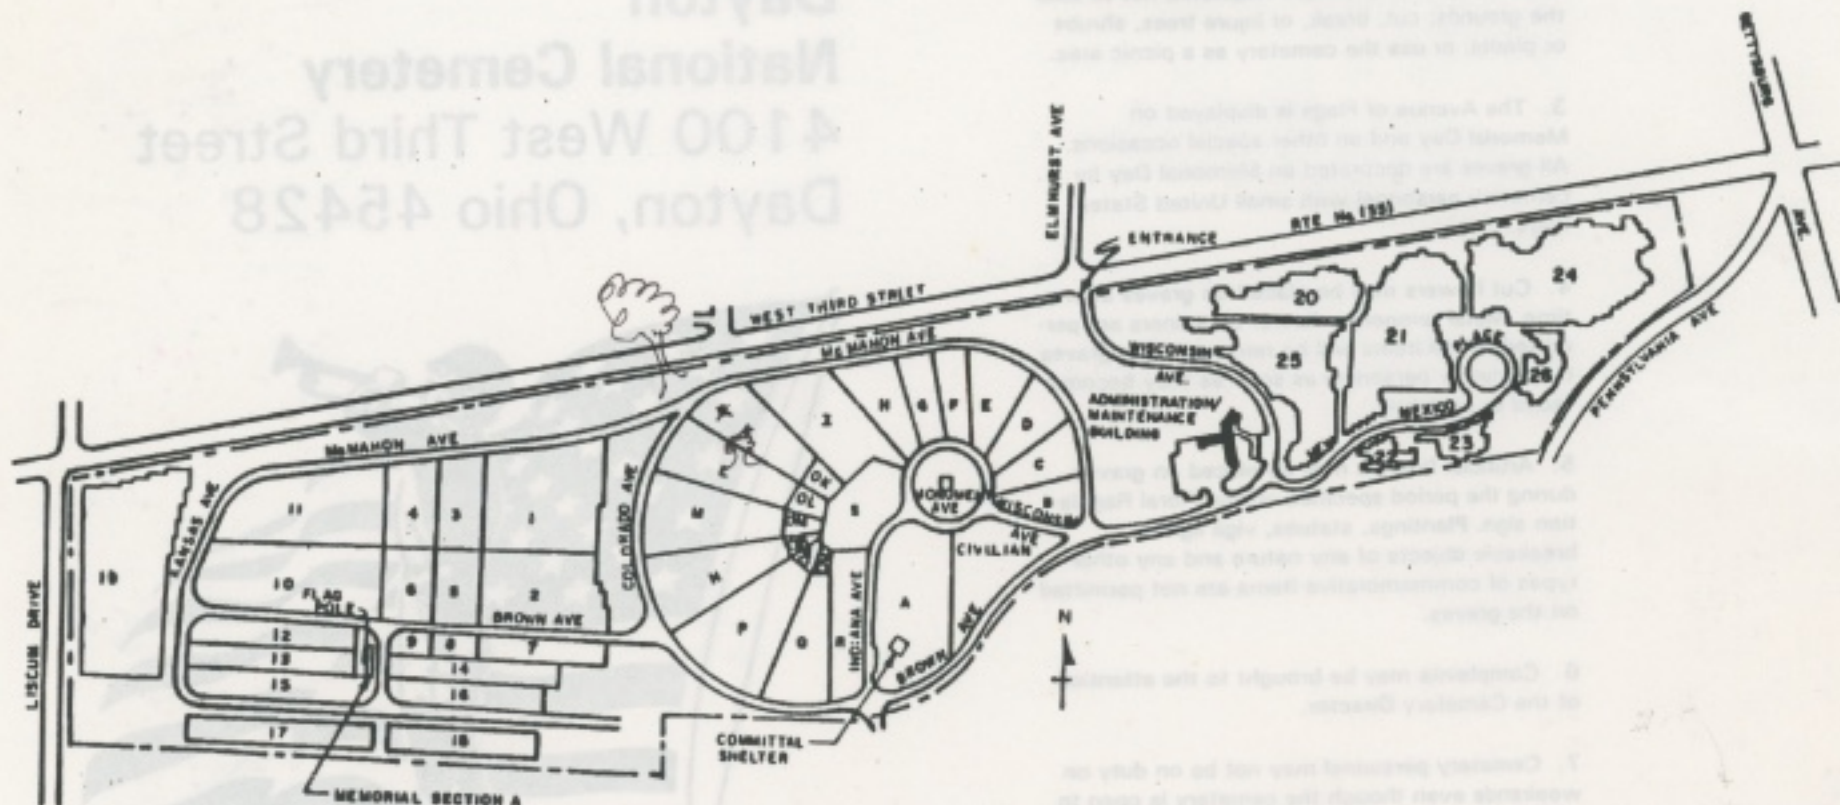 PENNSYLVANIA AVE
AVE.
ELMHURST. AVE
ENTRANCE
RTE No 1551
WEST THIRD STREET
McMAHON AVE
McMAHON AVE
WISCONSIN
AVE.
ADMINISTRATION/
MAINTENANCE
BUILDING
20
21
24
25
PLACE
26
MEXICO
NEW
22
23
I
H
G
F
E
D
C
B
OK
OL
M
S
MONUMENT
AVE
WISCONSIN
AVE
CIVILIAN
A
P
R
INDIANA AVE
BROWN AVE
COLORADO AVE
KANSAS AVE
LISCUM DRIVE
19
11
4
3
1
10
6
5
2
FLAG
POLE
BROWN AVE
12
13
15
9
8
7
14
16
17
18
N
COMMITTAL
SHELTER
MEMORIAL SECTION A
Dayton
National Cemetery
4100 West Third Street
Dayton, Ohio 45428
the grounds; cut, break, or injure trees, shrubs
or plants; or use the cemetery as a picnic area.
3. The Avenue of Flags is displayed on
Memorial Day and on other special occasions.
All graves are decorated on Memorial Day by
small United States
4. Cut flowers may graves
during the period
tion sign. Plantings, statues, vigil
breakable objects of any nature and any other
types of commemorative items are not permitted
on the graves.
6 Complaints may be brought to the attention
of the Cemetery Director.
7. Cemetery personnel may not be on duty on
weekends even though the cemetery is open to